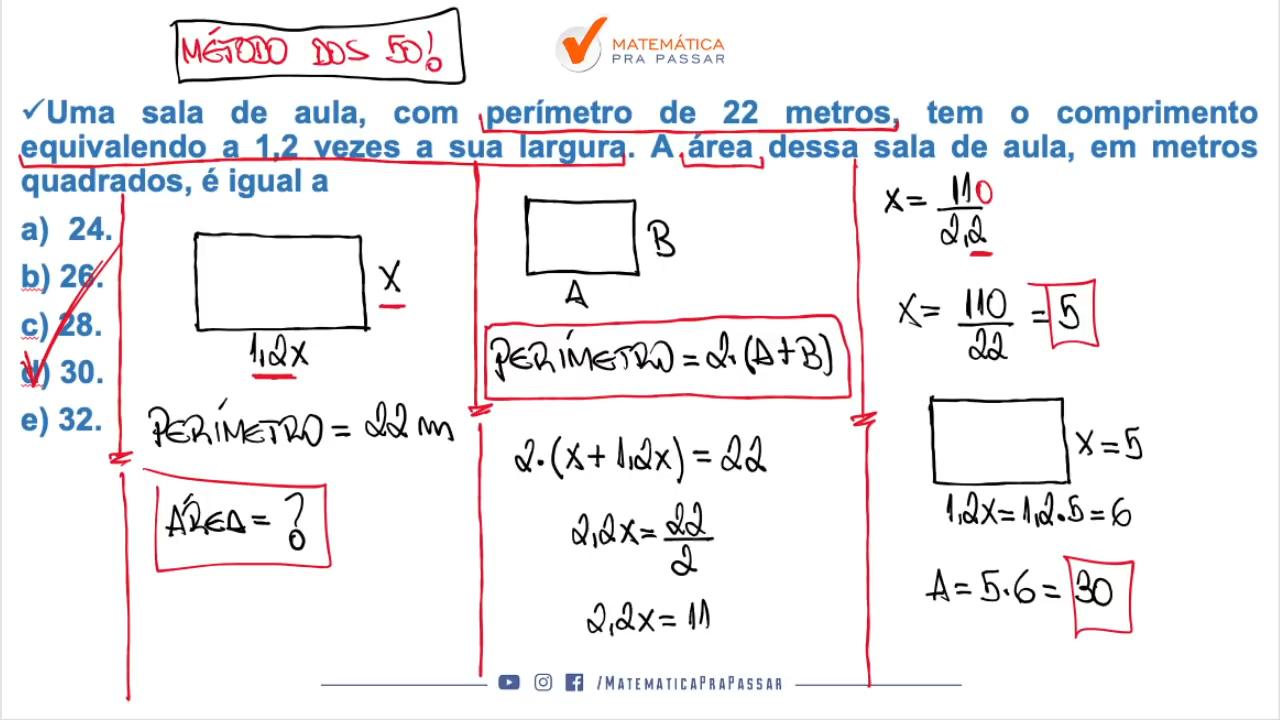 MÉTODO DOS 50!
MATEMÁTICA
PRA PASSAR
✓Uma sala de aula, com perímetro de 22 metros, tem o comprimento
equivalendo a 1,2 vezes a sua largura. A área dessa sala de aula, em metros
quadrados, é igual a
a) 24.
b) 26.
c) 28.
d) 30.
e) 32.
X
1,2x
PERÍMETRO = 22 m
ÁREA = ?
B
A
PERÍMETRO = 2.(A+B)
2.(x+1,2x) = 22
2,2x = 22/2
2,2x = 11
x = 110/2,2
x = 110/22 = 5
x = 5
1,2x = 1,2.5 = 6
A = 5.6 = 30
/MATEMATICAPRAPASSAR